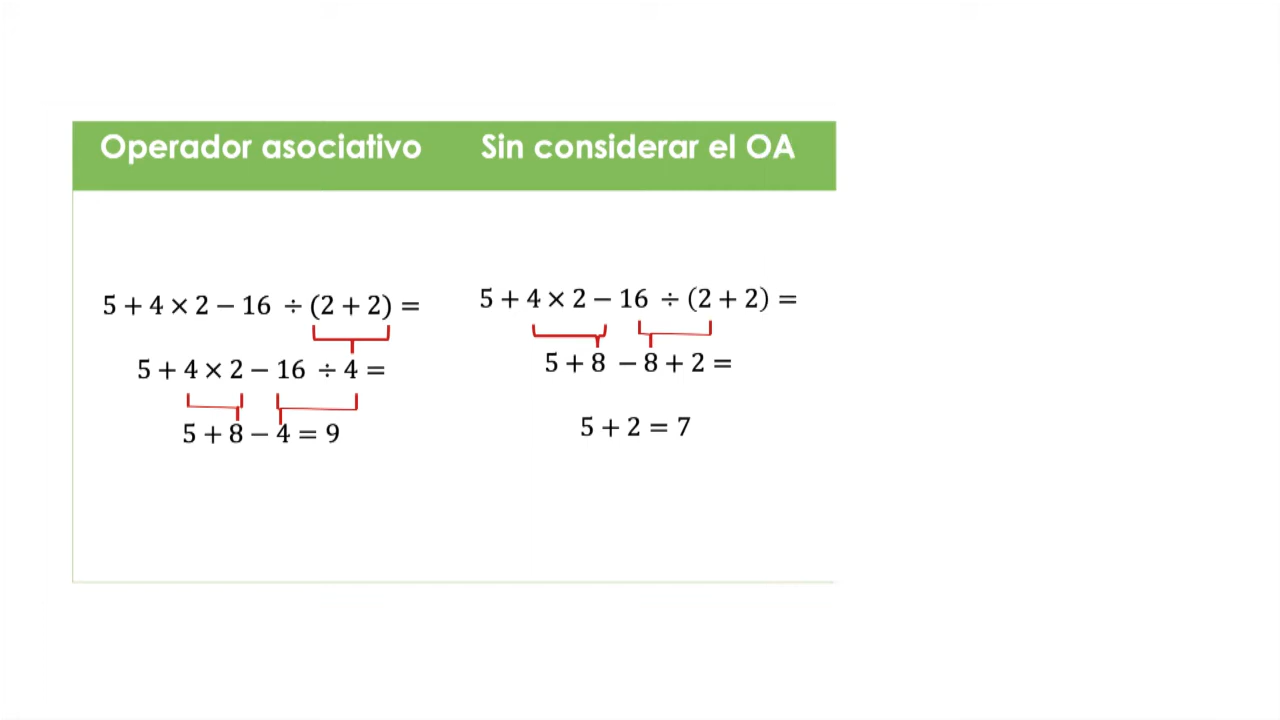 Operador asociativo
Sin considerar el OA
5 + 4 × 2 − 16 ÷ (2 + 2) =
5 + 4 × 2 − 16 ÷ 4 =
5 + 8 − 4 = 9
5 + 4 × 2 − 16 ÷ (2 + 2) =
5 + 8 − 8 + 2 =
5 + 2 = 7